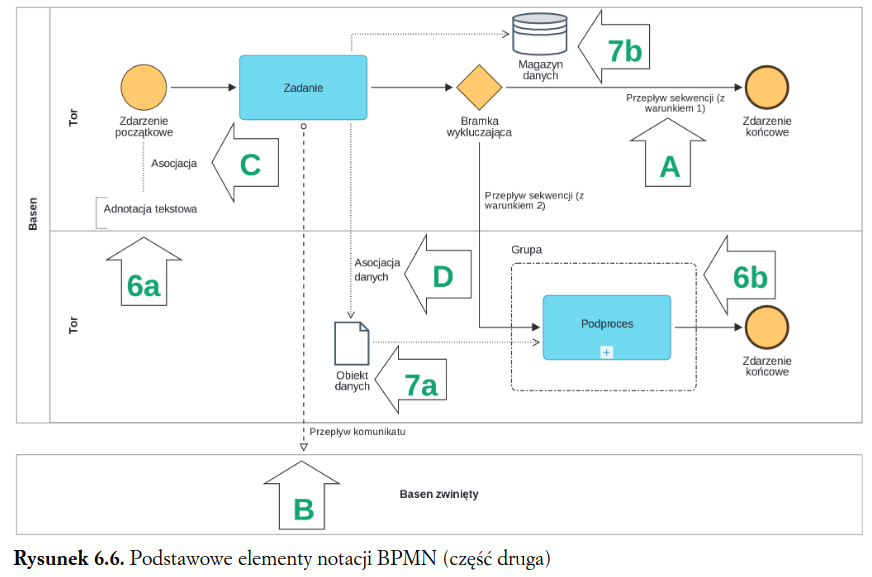 Magazyn
danych
7b
Zadanie
Tor
Zdarzenie
początkowe
Bramka
wykluczająca
Przepływ sekwencji (z
warunkiem 1)
Zdarzenie
końcowe
Asocjacja
C
A
Adnotacja tekstowa
Przepływ sekwencji (z
warunkiem 2)
Basen
6a
Asocjacja
danych
D
Grupa
6b
Tor
Podproces
+
Obiekt
danych
7a
Zdarzenie
końcowe
Przepływ komunikatu
B
Basen zwinięty
Rysunek 6.6. Podstawowe elementy notacji BPMN (część druga)